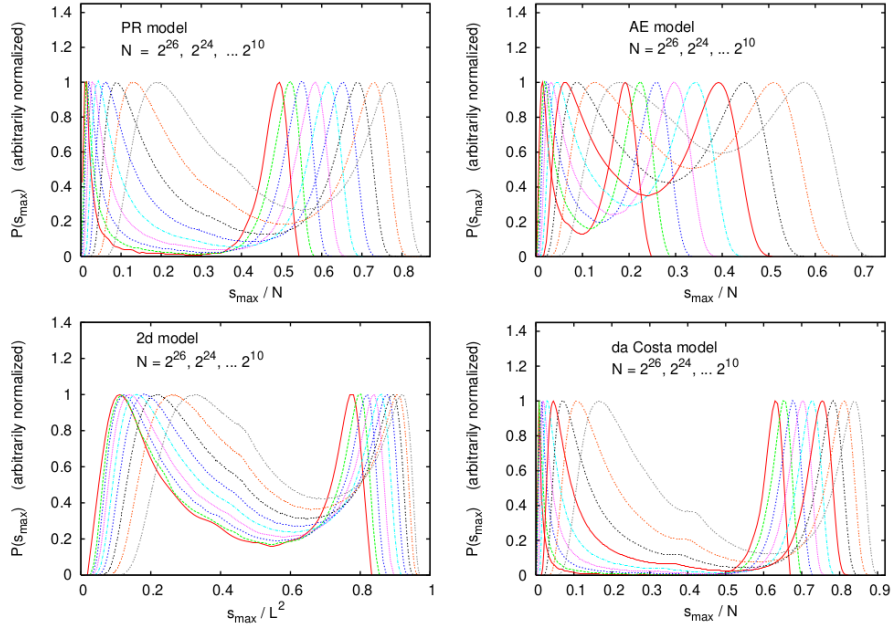 PR model
N = 2^26, 2^24, ... 2^10
1.4
1.2
1
0.8
0.6
0.4
0.2
0
P(s_max) (arbitrarily normalized)
0 0.1 0.2 0.3 0.4 0.5 0.6 0.7 0.8
s_max / N
AE model
N = 2^26, 2^24, ... 2^10
1.4
1.2
1
0.8
0.6
0.4
0.2
0
P(s_max) (arbitrarily normalized)
0 0.1 0.2 0.3 0.4 0.5 0.6 0.7
s_max / N
2d model
N = 2^26, 2^24, ... 2^10
1.4
1.2
1
0.8
0.6
0.4
0.2
0
P(s_max) (arbitrarily normalized)
0 0.2 0.4 0.6 0.8 1
s_max / L^2
da Costa model
N = 2^26, 2^24, ... 2^10
1.4
1.2
1
0.8
0.6
0.4
0.2
0
P(s_max) (arbitrarily normalized)
0 0.1 0.2 0.3 0.4 0.5 0.6 0.7 0.8 0.9
s_max / N